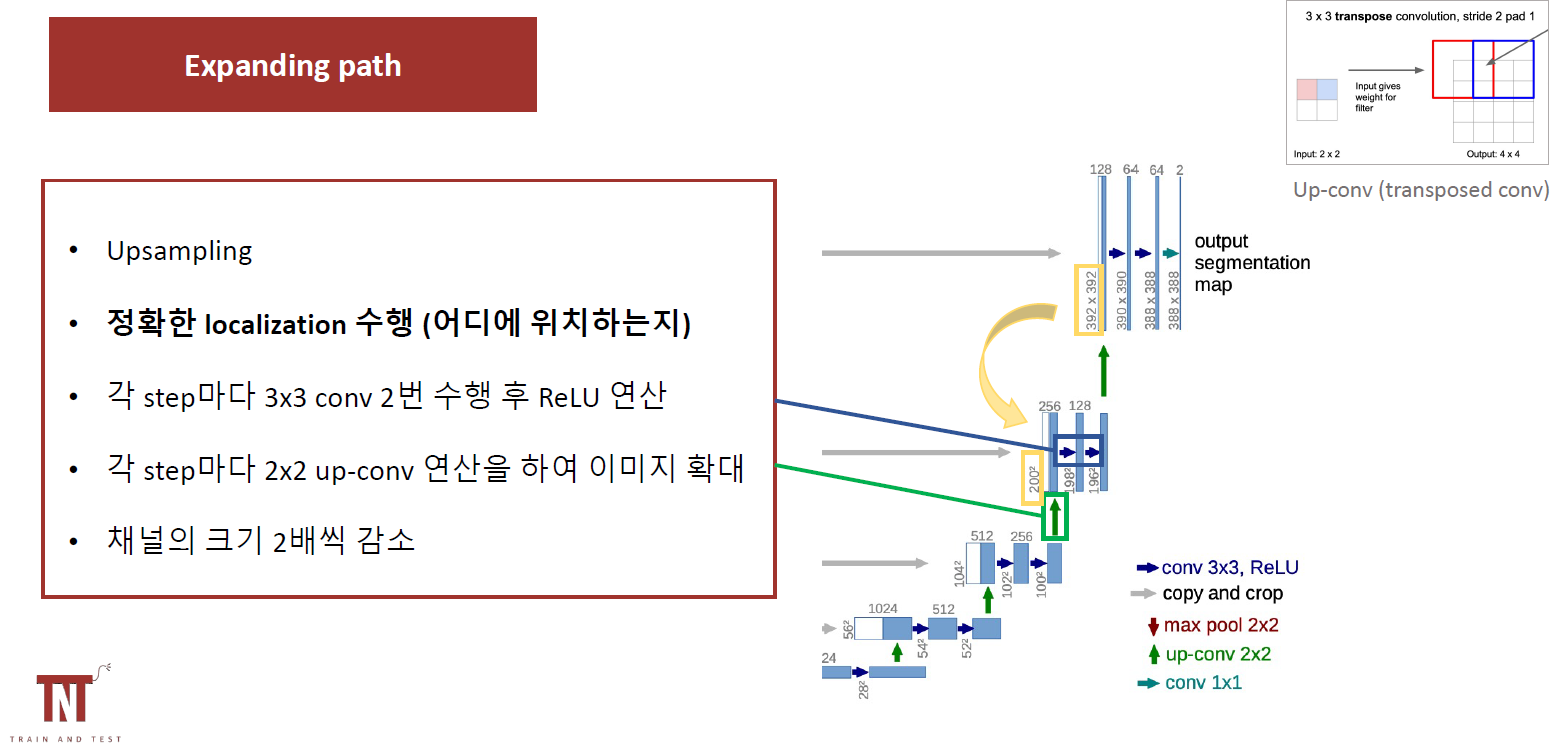 Expanding path
3 x 3 transpose convolution, stride 2 pad 1
Input gives
weight for
filter
Input: 2 x 2
Output: 4 x 4
Up-conv (transposed conv)
• Upsampling
• 정확한 localization 수행 (어디에 위치하는지)
• 각 step마다 3x3 conv 2번 수행 후 ReLU 연산
• 각 step마다 2x2 up-conv 연산을 하여 이미지 확대
• 채널의 크기 2배씩 감소
128 64 64 2
392 x 392
390 x 390
388 x 388
388 x 388
output
segmentation
map
256 128
200²
198²
196²
512 256
104²
102²
100²
1024 512
56²
54²
52²
24
28²
conv 3x3, ReLU
copy and crop
max pool 2x2
up-conv 2x2
conv 1x1
TNT
TRAIN AND TEST